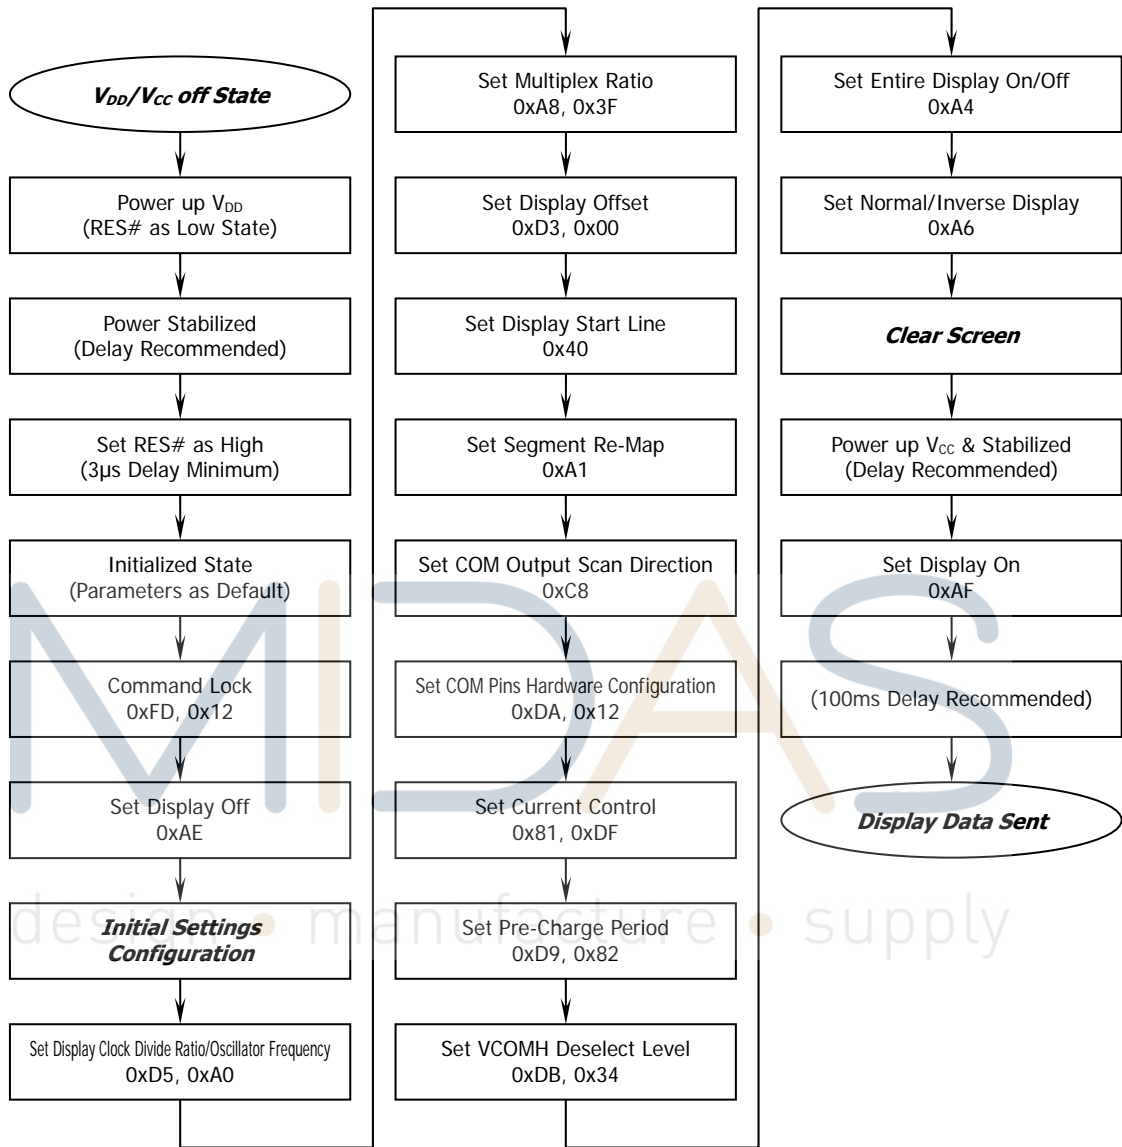 V_DD/V_CC off State
Power up V_DD
(RES# as Low State)
Power Stabilized
(Delay Recommended)
Set RES# as High
(3µs Delay Minimum)
Initialized State
(Parameters as Default)
Command Lock
0xFD, 0x12
Set Display Off
0xAE
Initial Settings
Configuration
Set Display Clock Divide Ratio/Oscillator Frequency
0xD5, 0xA0
Set Multiplex Ratio
0xA8, 0x3F
Set Display Offset
0xD3, 0x00
Set Display Start Line
0x40
Set Segment Re-Map
0xA1
Set COM Output Scan Direction
0xC8
Set COM Pins Hardware Configuration
0xDA, 0x12
Set Current Control
0x81, 0xDF
Set Pre-Charge Period
0xD9, 0x82
Set VCOMH Deselect Level
0xDB, 0x34
Set Entire Display On/Off
0xA4
Set Normal/Inverse Display
0xA6
Clear Screen
Power up V_CC & Stabilized
(Delay Recommended)
Set Display On
0xAF
(100ms Delay Recommended)
Display Data Sent
MIDAS
design • manufacture • supply